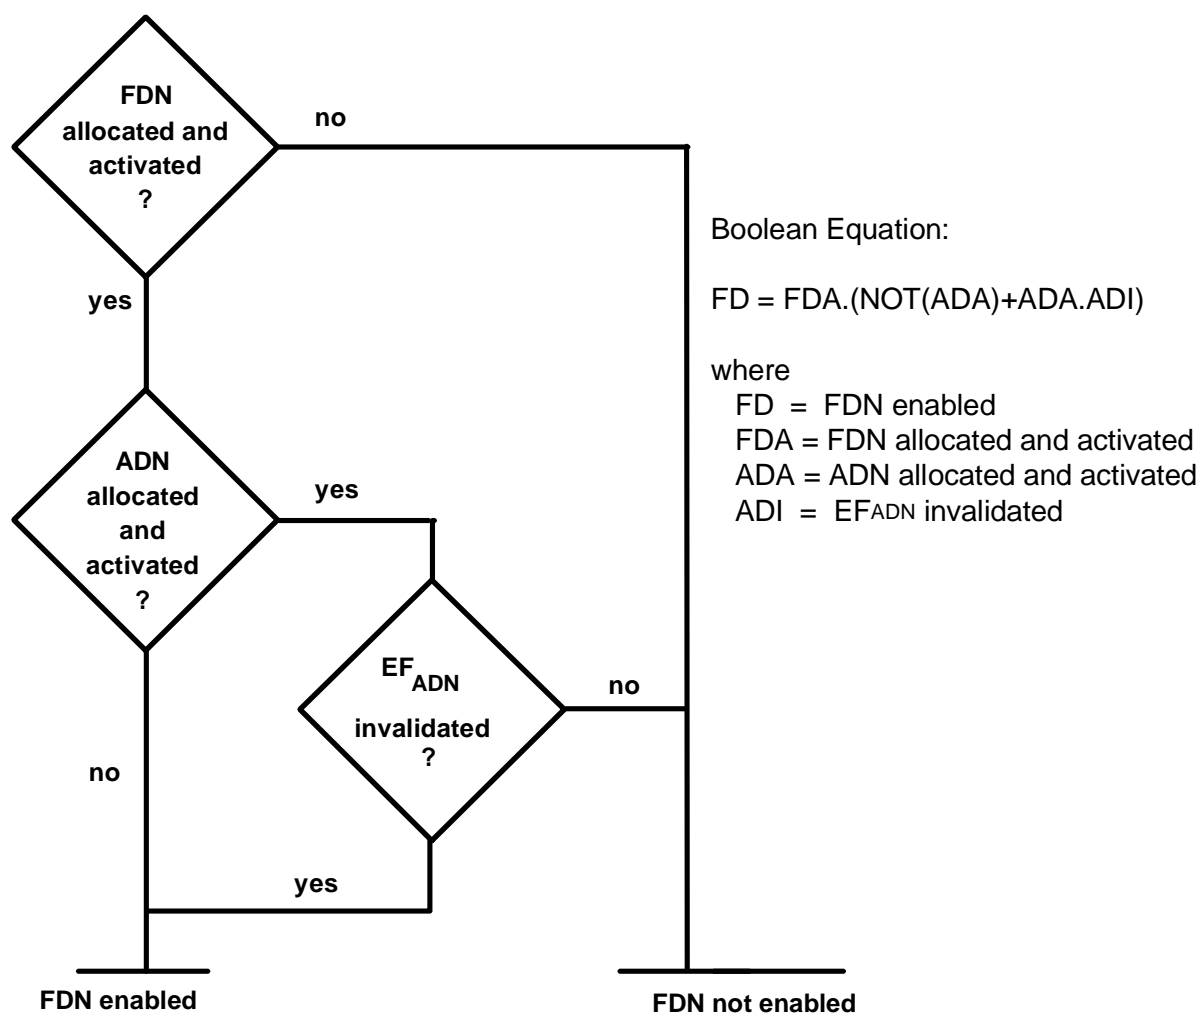 FDN
allocated and
activated
?
no
yes
Boolean Equation:
FD = FDA.(NOT(ADA)+ADA.ADI)
where
FD = FDN enabled
FDA = FDN allocated and activated
ADA = ADN allocated and activated
ADI = EFADN invalidated
ADN
allocated
and
activated
?
yes
EFADN
invalidated
?
no
no
yes
FDN enabled
FDN not enabled